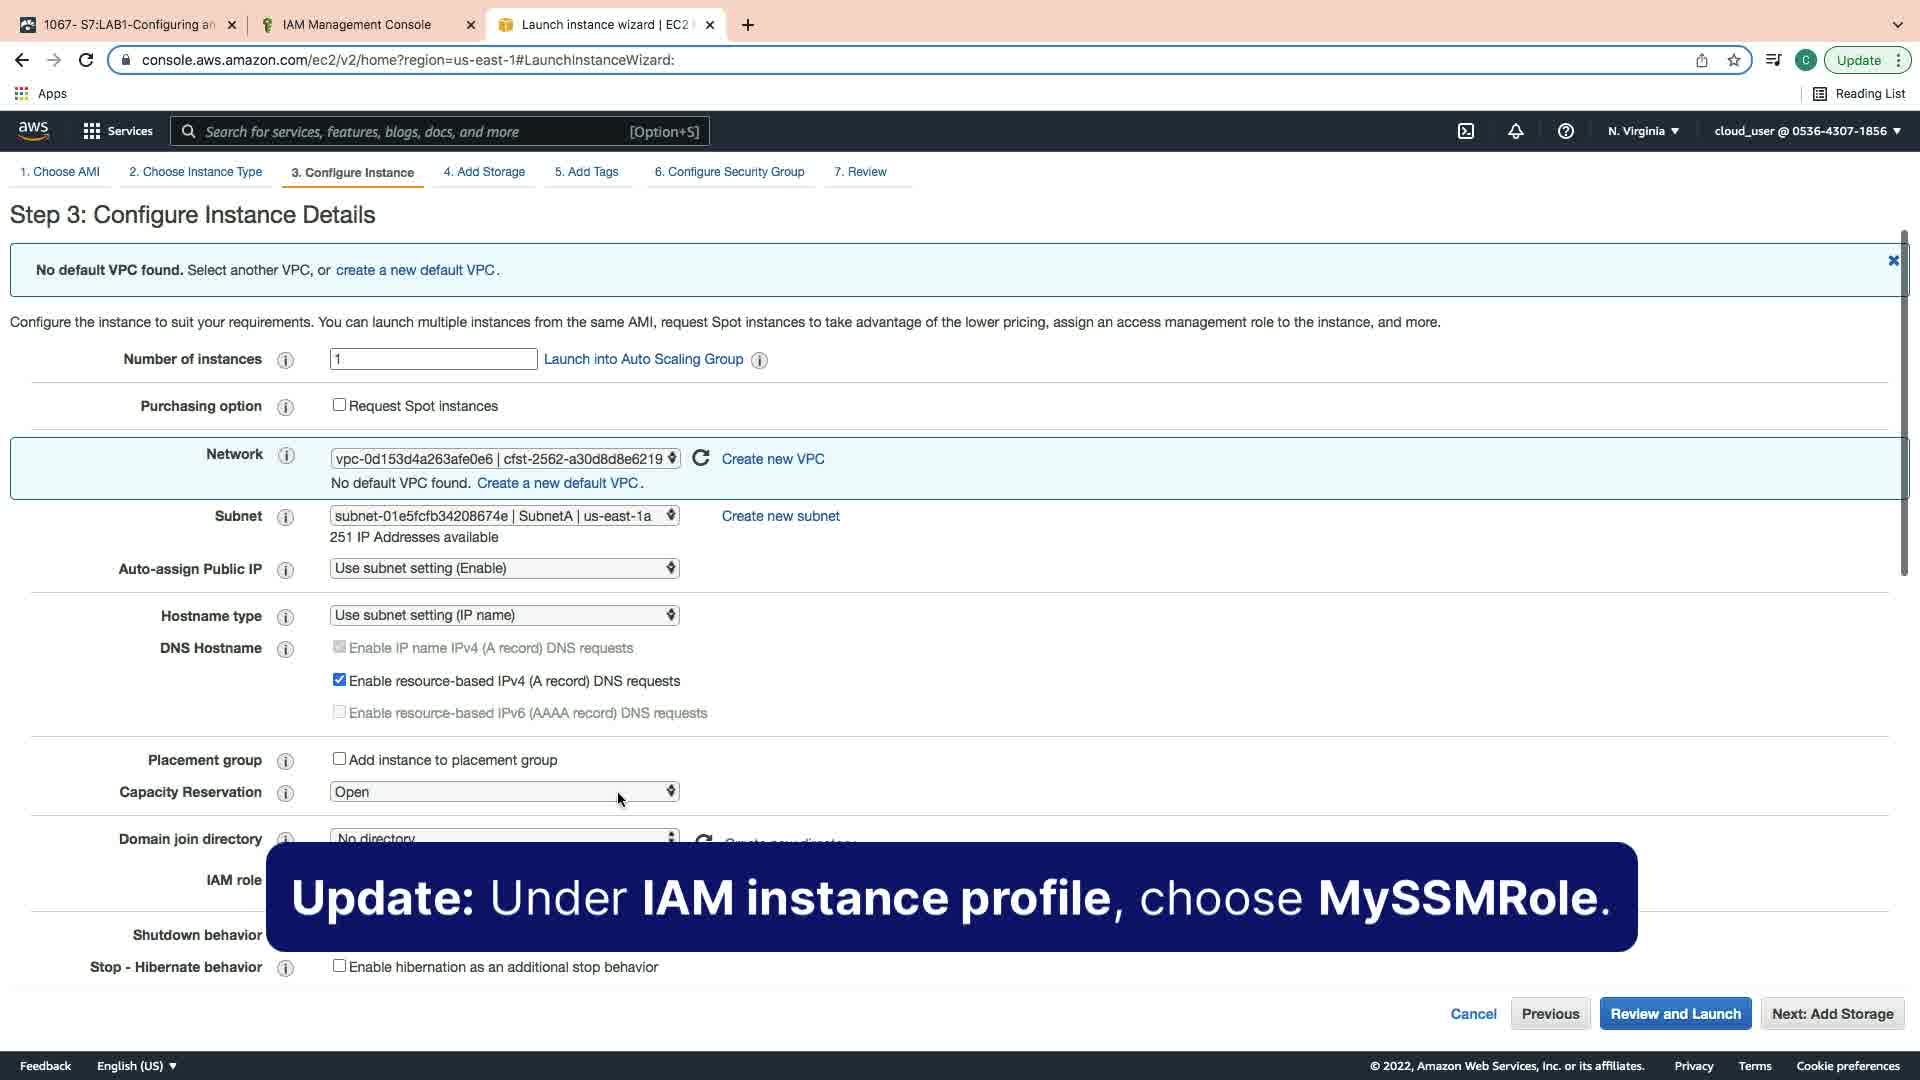 1067- S7:LAB1-Configuring an
IAM Management Console
Launch instance wizard | EC2
console.aws.amazon.com/ec2/v2/home?region=us-east-1#LaunchInstanceWizard:
C
Update
Apps
Reading List
aws
Services
Search for services, features, blogs, docs, and more
[Option+S]
N. Virginia
cloud_user @ 0536-4307-1856
1. Choose AMI
2. Choose Instance Type
3. Configure Instance
4. Add Storage
5. Add Tags
6. Configure Security Group
7. Review
Step 3: Configure Instance Details
No default VPC found. Select another VPC, or create a new default VPC.
Configure the instance to suit your requirements. You can launch multiple instances from the same AMI, request Spot instances to take advantage of the lower pricing, assign an access management role to the instance, and more.
Number of instances
1
Launch into Auto Scaling Group
Purchasing option
Request Spot instances
Network
vpc-0d153d4a263afe0e6 | cfst-2562-a30d8d8e6219
Create new VPC
No default VPC found. Create a new default VPC.
Subnet
subnet-01e5fcfb34208674e | SubnetA | us-east-1a
Create new subnet
251 IP Addresses available
Auto-assign Public IP
Use subnet setting (Enable)
Hostname type
Use subnet setting (IP name)
DNS Hostname
Enable IP name IPv4 (A record) DNS requests
Enable resource-based IPv4 (A record) DNS requests
Enable resource-based IPv6 (AAAA record) DNS requests
Placement group
Add instance to placement group
Capacity Reservation
Open
Domain join directory
No directory
Create new directory
IAM role
Update: Under IAM instance profile, choose MySSMRole.
Shutdown behavior
Stop - Hibernate behavior
Enable hibernation as an additional stop behavior
Cancel
Previous
Review and Launch
Next: Add Storage
Feedback
English (US)
© 2022, Amazon Web Services, Inc. or its affiliates.
Privacy
Terms
Cookie preferences